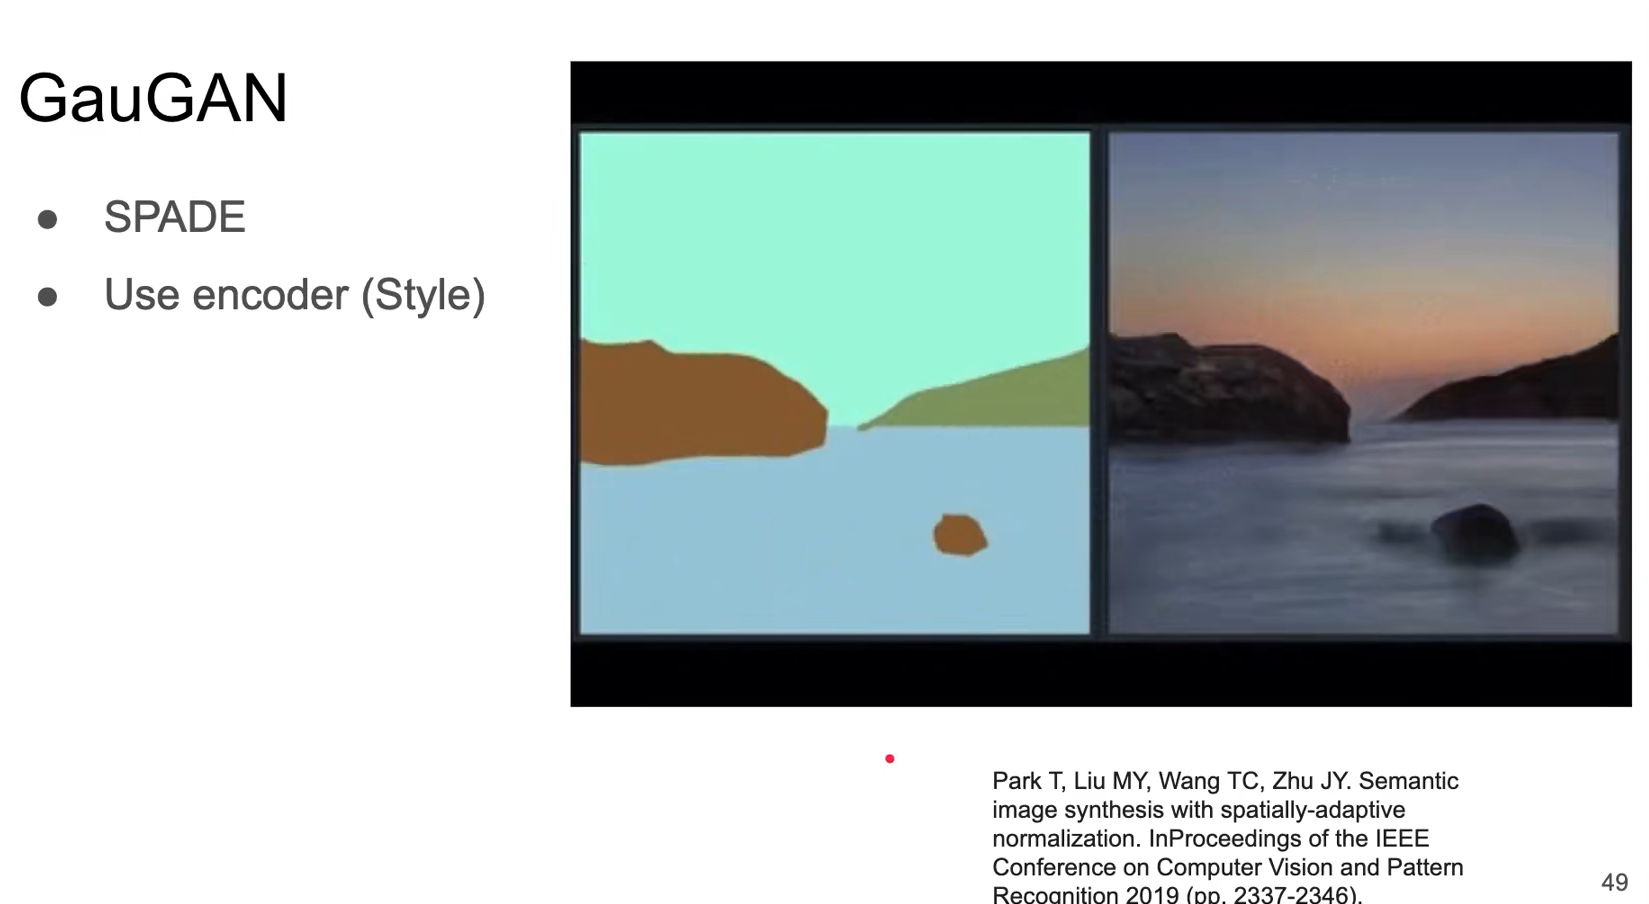 GauGAN
● SPADE
● Use encoder (Style)
Park T, Liu MY, Wang TC, Zhu JY. Semantic
image synthesis with spatially-adaptive
normalization. InProceedings of the IEEE
Conference on Computer Vision and Pattern
Recognition 2019 (pp. 2337-2346).
49